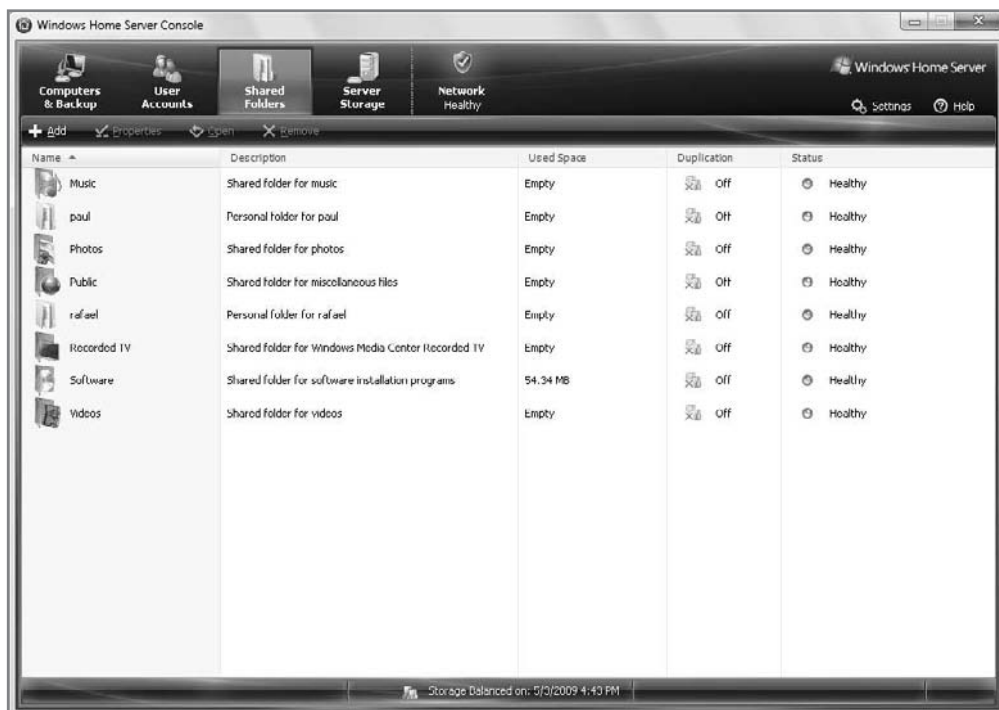 Windows Home Server Console
Computers & Backup
User Accounts
Shared Folders
Server Storage
Network Healthy
Windows Home Server
Settings Help
Add Properties Open Remove
Name Description Used Space Duplication Status
Music Shared folder for music Empty Off Healthy
paul Personal folder for paul Empty Off Healthy
Photos Shared folder for photos Empty Off Healthy
Public Shared folder for miscellaneous files Empty Off Healthy
rafael Personal folder for rafael Empty Off Healthy
Recorded TV Shared folder for Windows Media Center Recorded TV Empty Off Healthy
Software Shared folder for software installation programs 54.34 MB Off Healthy
Videos Shared folder for videos Empty Off Healthy
Storage Balanced on: 5/3/2009 4:43 PM